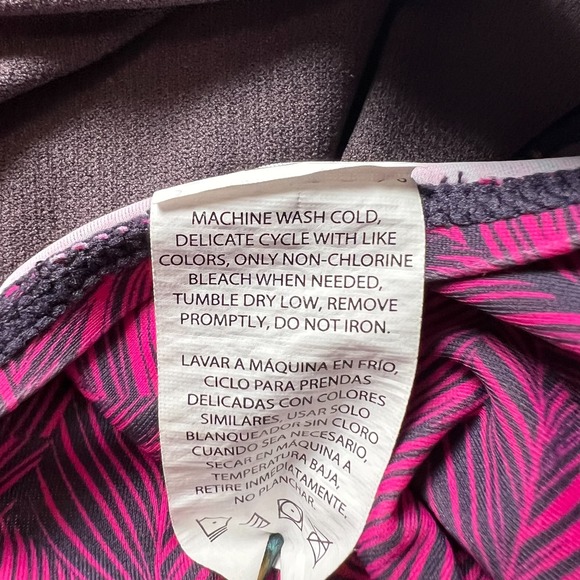 MACHINE WASH COLD,
DELICATE CYCLE WITH LIKE
COLORS, ONLY NON-CHLORINE
BLEACH WHEN NEEDED,
TUMBLE DRY LOW, REMOVE
PROMPTLY, DO NOT IRON.
LAVAR A MÁQUINA EN FRÍO,
CICLO PARA PRENDAS
DELICADAS CON COLORES
SIMILARES, USAR SOLO
BLANQUEADOR SIN CLORO
CUANDO SEA NECESARIO,
SECAR EN MÁQUINA A
TEMPERATURA BAJA,
RETIRE INMEDIATAMENTE,
NO PLANCHAR.